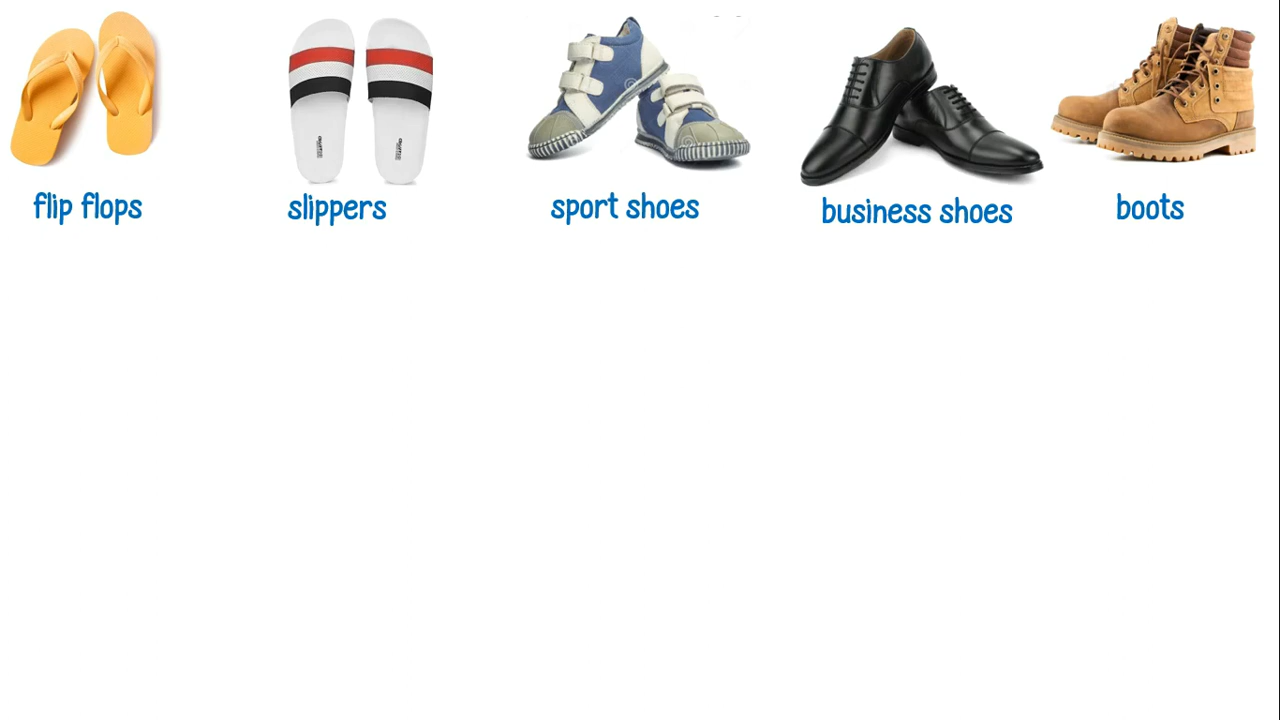 flip flops
slippers
sport shoes
business shoes
boots